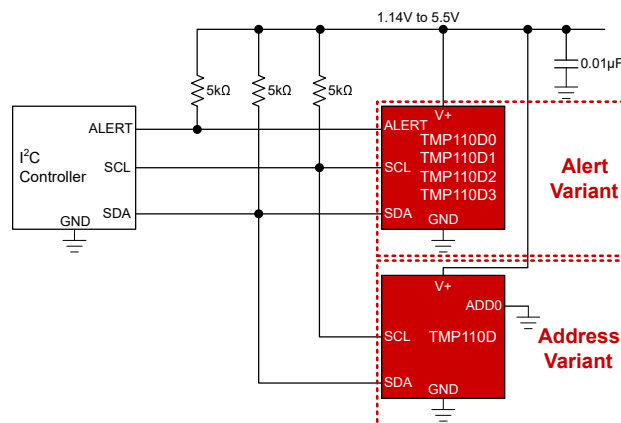 1.14V to 5.5V
0.01µF
5kΩ 5kΩ 5kΩ
I²C
Controller
ALERT
SCL
SDA
GND
V+
ALERT
SCL
SDA
GND
TMP110D0
TMP110D1
TMP110D2
TMP110D3
Alert
Variant
V+
ADD0
SCL
TMP110D
SDA
GND
Address
Variant